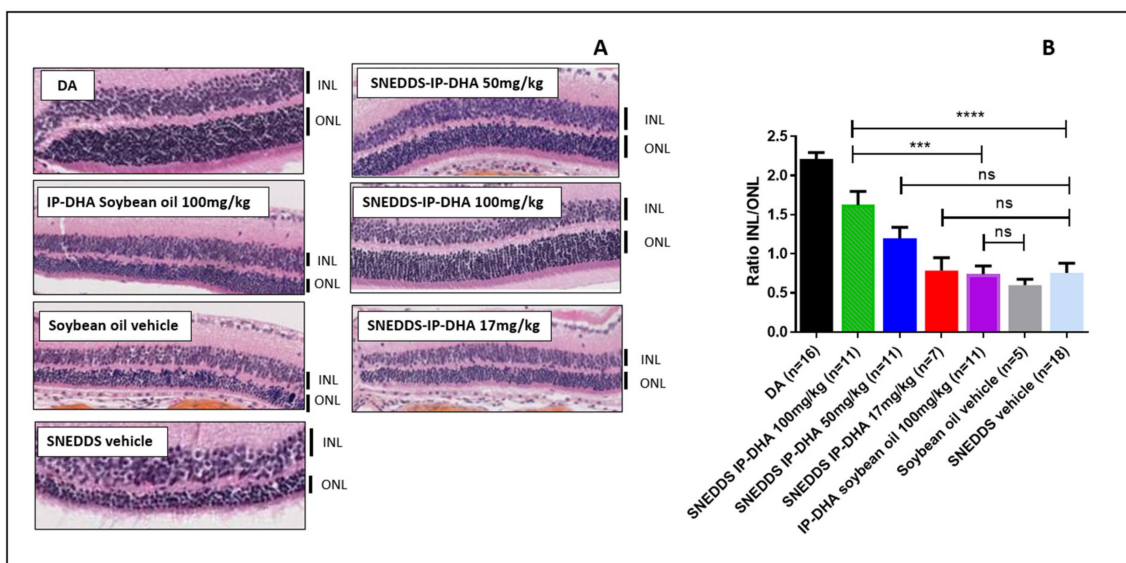 A
DA
INL
ONL
IP-DHA Soybean oil 100mg/kg
INL
ONL
Soybean oil vehicle
INL
ONL
SNEDDS vehicle
INL
ONL
SNEDDS-IP-DHA 50mg/kg
INL
ONL
SNEDDS-IP-DHA 100mg/kg
INL
ONL
SNEDDS-IP-DHA 17mg/kg
INL
ONL
B
****
***
ns
ns
ns
Ratio INL/ONL
2.5
2.0
1.5
1.0
0.5
0.0
DA (n=16)
SNEDDS IP-DHA 100mg/kg (n=11)
SNEDDS IP-DHA 50mg/kg (n=11)
SNEDDS IP-DHA 17mg/kg (n=7)
IP-DHA soybean oil 100mg/kg (n=11)
Soybean oil vehicle (n=5)
SNEDDS vehicle (n=18)